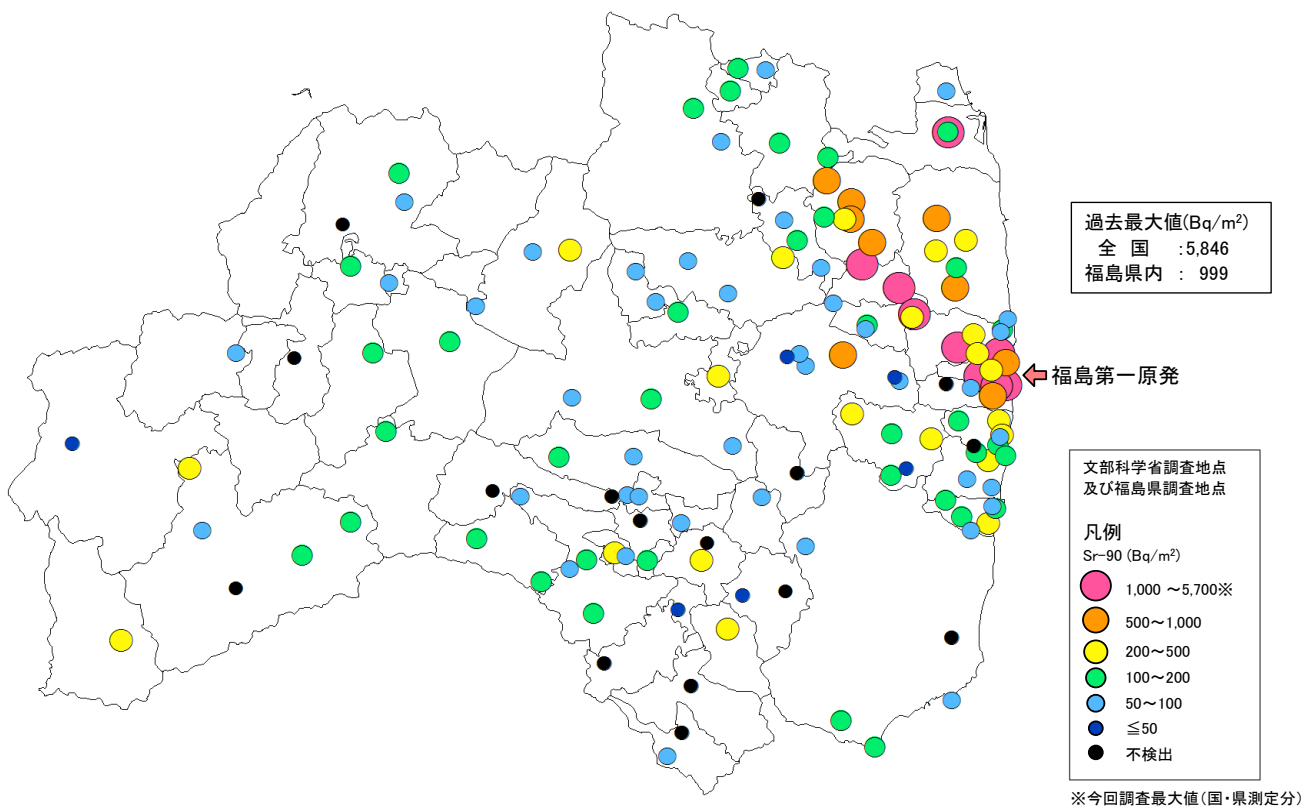 過去最大値(Bq/m²)
全 国 :5,846
福島県内 : 999
福島第一原発
文部科学省調査地点
及び福島県調査地点
凡例
Sr-90 (Bq/m²)
1,000 ~5,700※
500~1,000
200~500
100~200
50~100
≦50
不検出
※今回調査最大値(国・県測定分)